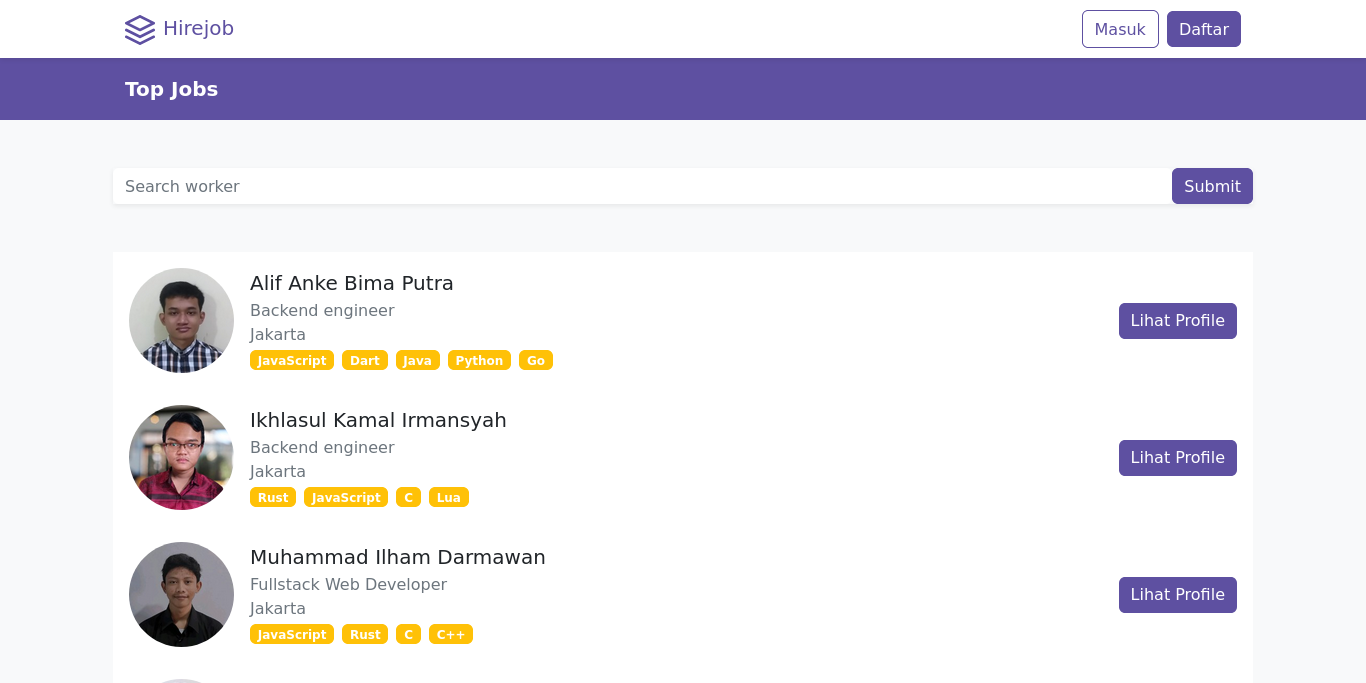 Hirejob
Masuk
Daftar
Top Jobs
Search worker
Submit
Alif Anke Bima Putra
Backend engineer
Jakarta
JavaScript Dart Java Python Go
Lihat Profile
Ikhlasul Kamal Irmansyah
Backend engineer
Jakarta
Rust JavaScript C Lua
Lihat Profile
Muhammad Ilham Darmawan
Fullstack Web Developer
Jakarta
JavaScript Rust C C++
Lihat Profile